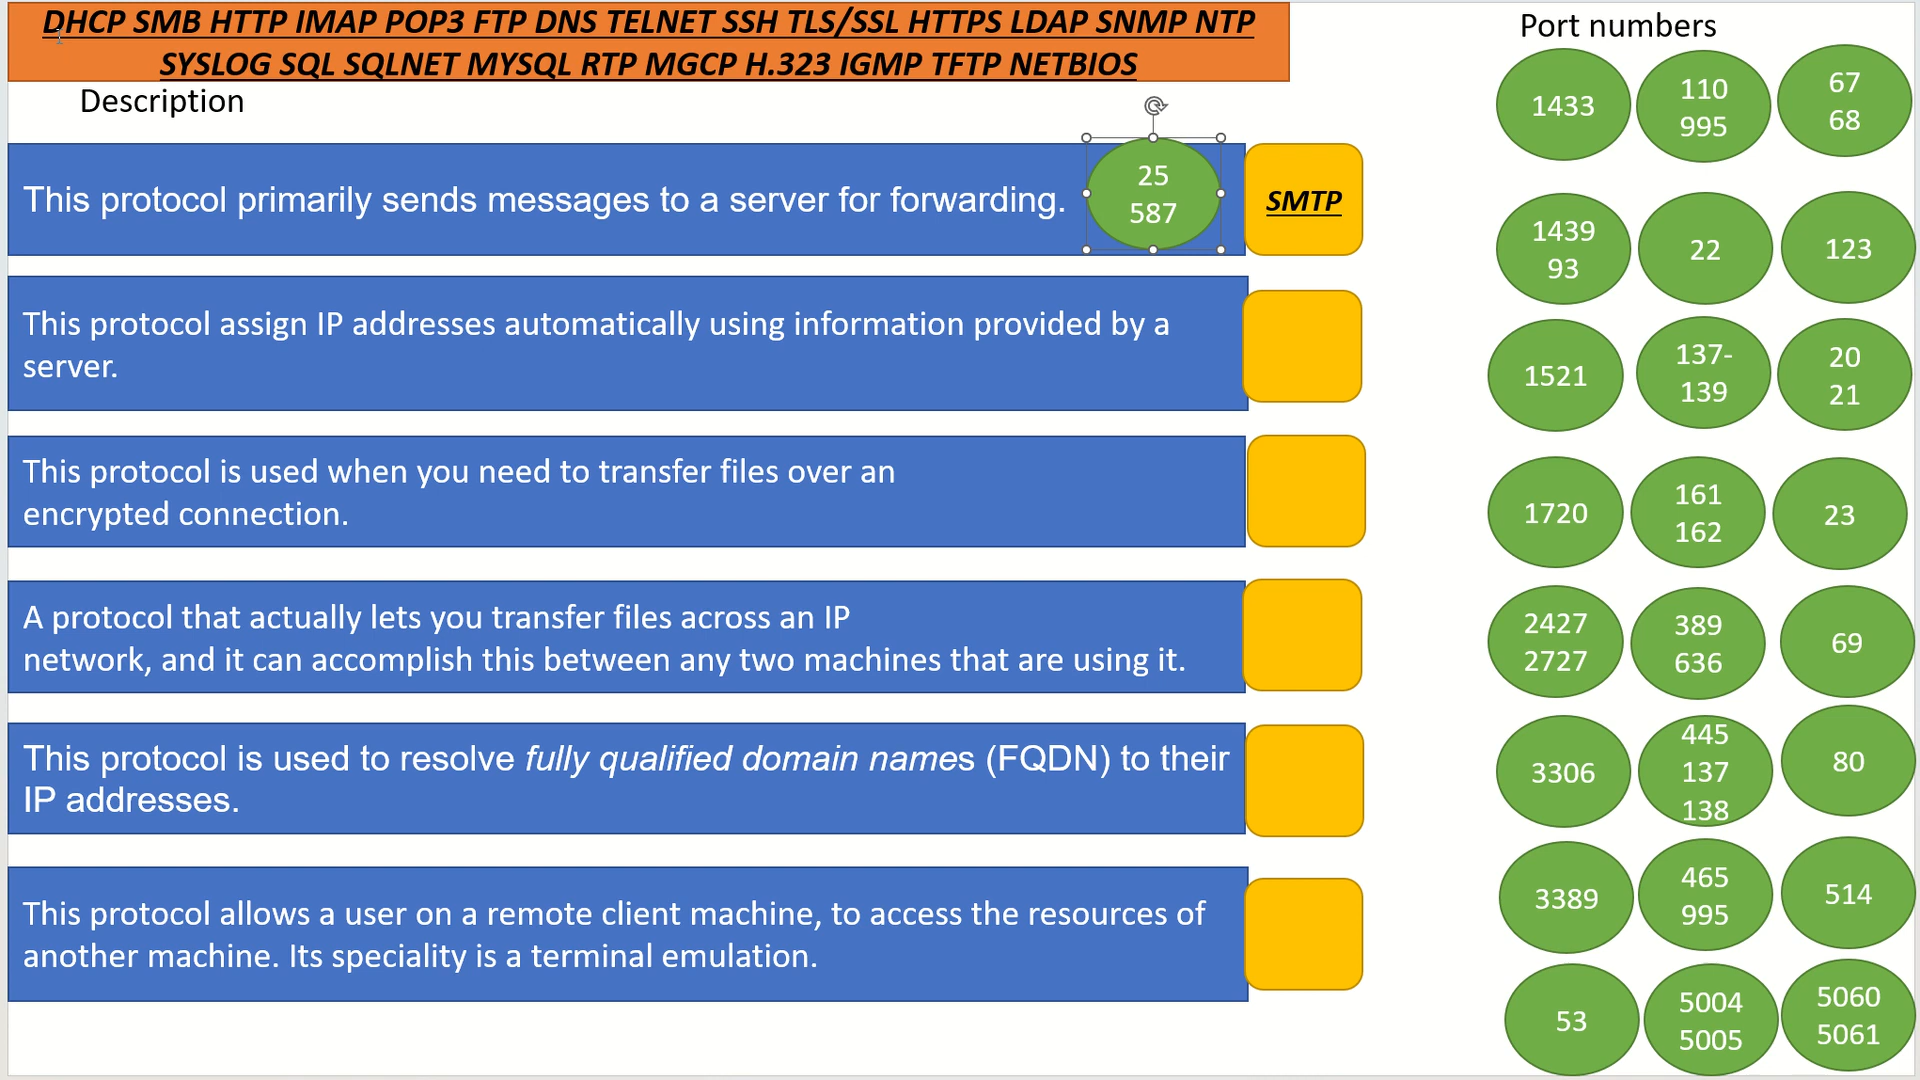 DHCP SMB HTTP IMAP POP3 FTP DNS TELNET SSH TLS/SSL HTTPS LDAP SNMP NTP
SYSLOG SQL SQLNET MYSQL RTP MGCP H.323 IGMP TFTP NETBIOS
Description
This protocol primarily sends messages to a server for forwarding.
25
587
SMTP
This protocol assign IP addresses automatically using information provided by a
server.
This protocol is used when you need to transfer files over an
encrypted connection.
A protocol that actually lets you transfer files across an IP
network, and it can accomplish this between any two machines that are using it.
This protocol is used to resolve fully qualified domain names (FQDN) to their
IP addresses.
This protocol allows a user on a remote client machine, to access the resources of
another machine. Its speciality is a terminal emulation.
Port numbers
1433
110
995
67
68
1439
93
22
123
1521
137-
139
20
21
1720
161
162
23
2427
2727
389
636
69
3306
445
137
138
80
3389
465
995
514
53
5004
5005
5060
5061